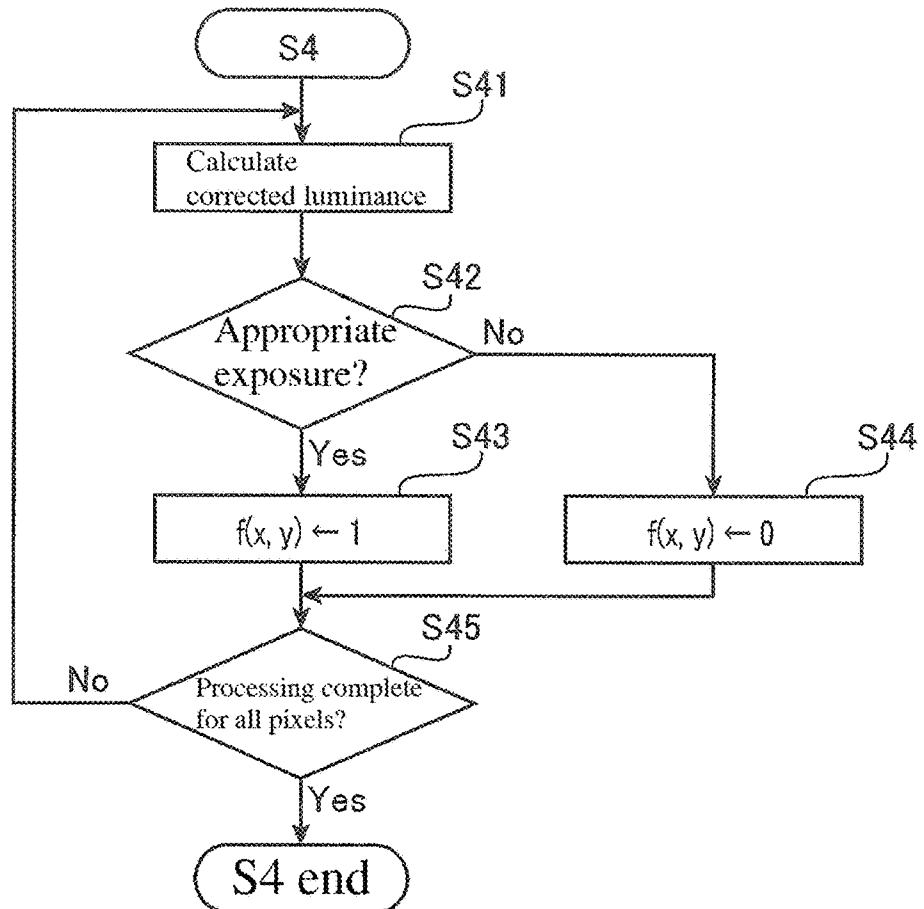 S4
S41
Calculate
corrected luminance
S42
Appropriate
exposure?
No
Yes
S43
f(x, y) ← 1
S44
f(x, y) ← 0
S45
Processing complete
for all pixels?
No
Yes
S4 end